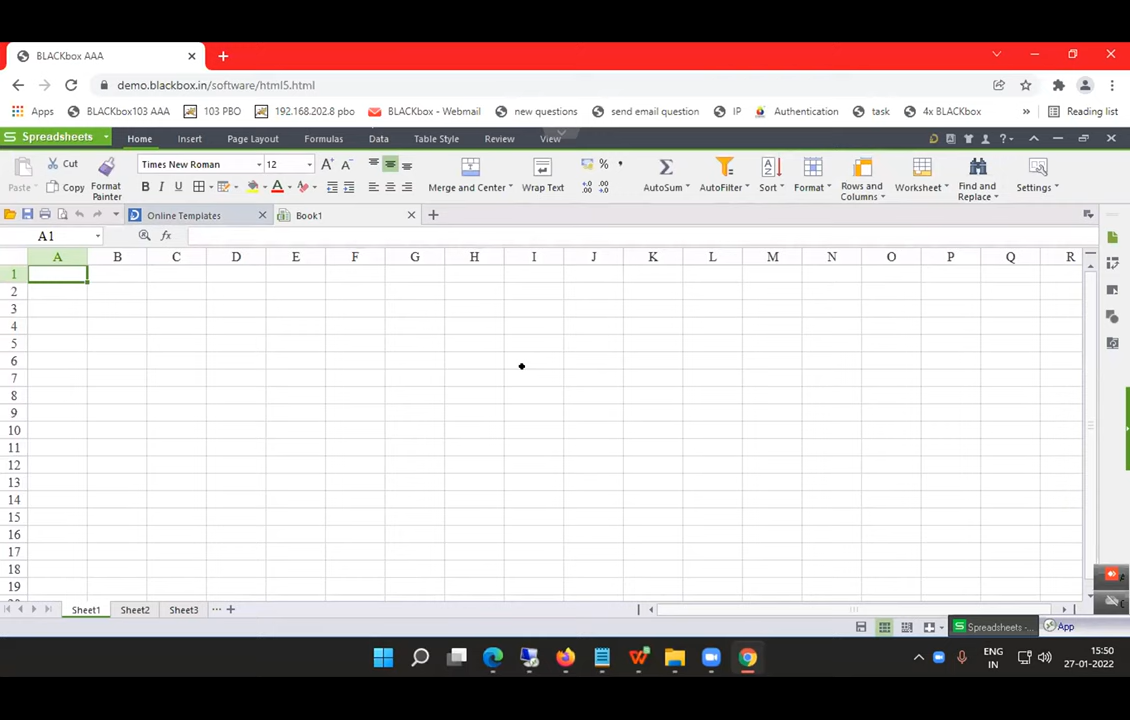 BLACKbox AAA
demo.blackbox.in/software/html5.html
Apps BLACKbox103 AAA 103 PBO 192.168.202.8 pbo BLACKbox - Webmail new questions send email question IP Authentication task 4x BLACKbox » Reading list
Spreadsheets Home Insert Page Layout Formulas Data Table Style Review View
Paste Cut Copy Format Painter Times New Roman 12 B I U Merge and Center Wrap Text AutoSum AutoFilter Sort Format Rows and Columns Worksheet Find and Replace Settings
Online Templates Book1
A1 fx
A B C D E F G H I J K L M N O P Q R
1
2
3
4
5
6
7
8
9
10
11
12
13
14
15
16
17
18
19
Sheet1 Sheet2 Sheet3 ...
Spreadsheets -... App
ENG 15:50
IN 27-01-2022